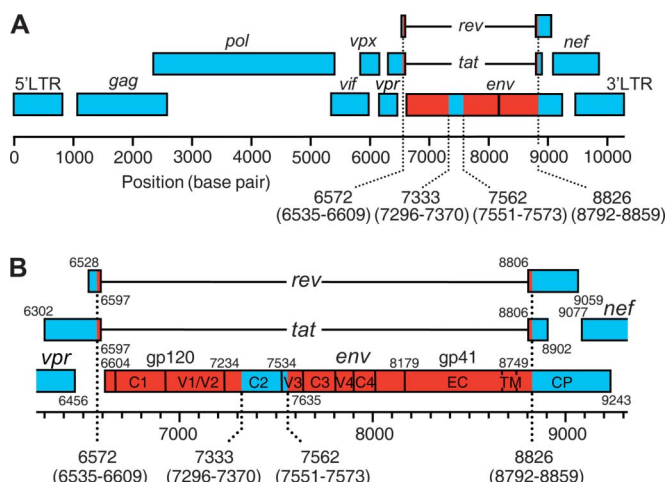 A
rev
pol
vpx
tat
nef
5'LTR
gag
vif
vpr
env
3'LTR
0 1000 2000 3000 4000 5000 6000 7000 8000 9000 10000
Position (base pair)
6572 7333 7562 8826
(6535-6609) (7296-7370) (7551-7573) (8792-8859)
B
6528 rev 8806
6597 9059
6302 tat 8806 9077 nef
6597 8902
vpr 6604 gp120 7234 7534 env 8179 gp41 8749
C1 V1/V2 C2 V3 C3 V4 C4 EC TM CP
6456 7635 9243
7000 8000 9000
6572 7333 7562 8826
(6535-6609) (7296-7370) (7551-7573) (8792-8859)